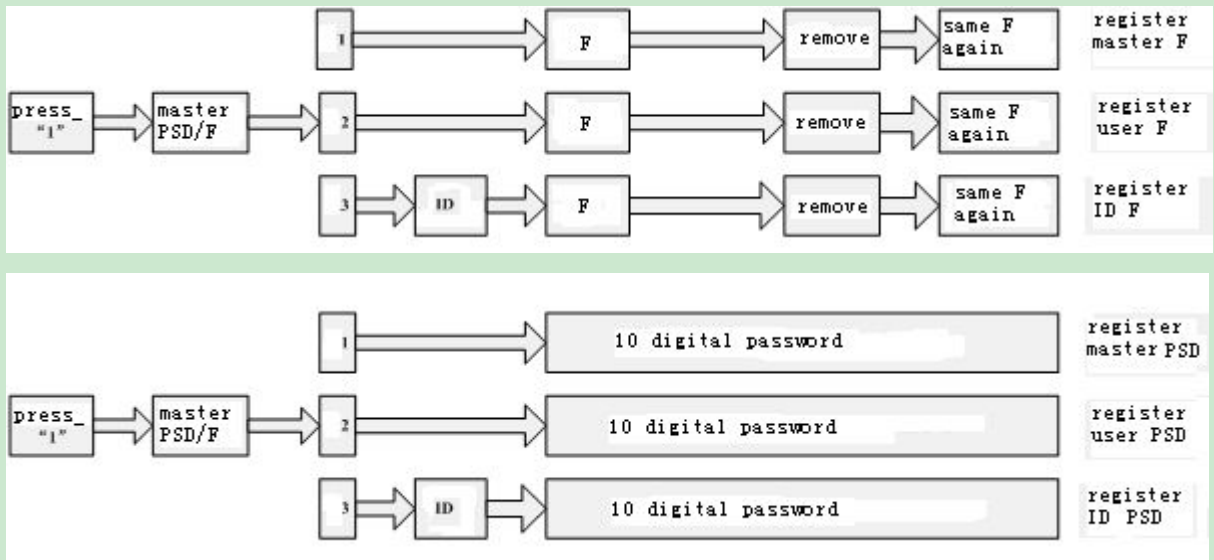 1
F
remove
same F
again
register
master F
press_
"1"
master
PSD/F
2
F
remove
same F
again
register
user F
3
ID
F
remove
same F
again
register
ID F
1
10 digital password
register
master PSD
press_
"1"
master
PSD/F
2
10 digital password
register
user PSD
3
ID
10 digital password
register
ID PSD